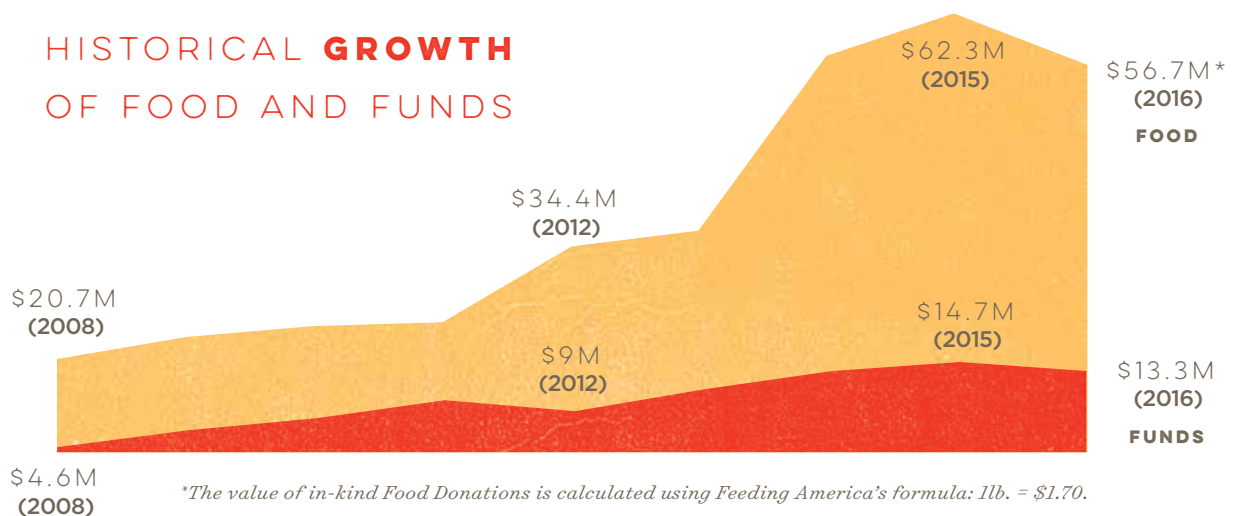 HISTORICAL GROWTH
OF FOOD AND FUNDS
$62.3M
(2015)
$56.7M*
(2016)
FOOD
$34.4M
(2012)
$20.7M
(2008)
$14.7M
(2015)
$9M
(2012)
$13.3M
(2016)
FUNDS
$4.6M
(2008)
*The value of in-kind Food Donations is calculated using Feeding America's formula: 1lb. = $1.70.